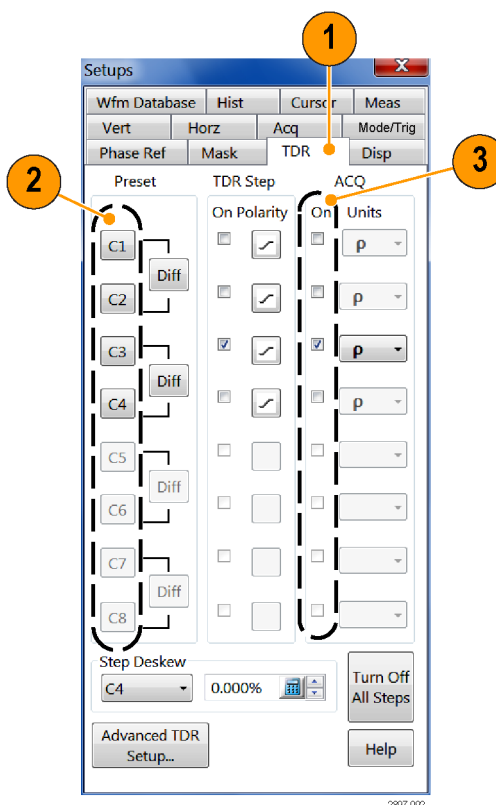 1
Setups
X
Wfm Database Hist Cursor Meas
Vert Horz Acq Mode/Trig
Phase Ref Mask TDR Disp
3
2
Preset TDR Step ACQ
On Polarity On Units
C1 ρ
Diff
C2 ρ
C3 ρ
Diff
C4 ρ
C5
Diff
C6
C7
Diff
C8
Step Deskew
C4 0.000%
Turn Off
All Steps
Advanced TDR
Setup...
Help
2807-002